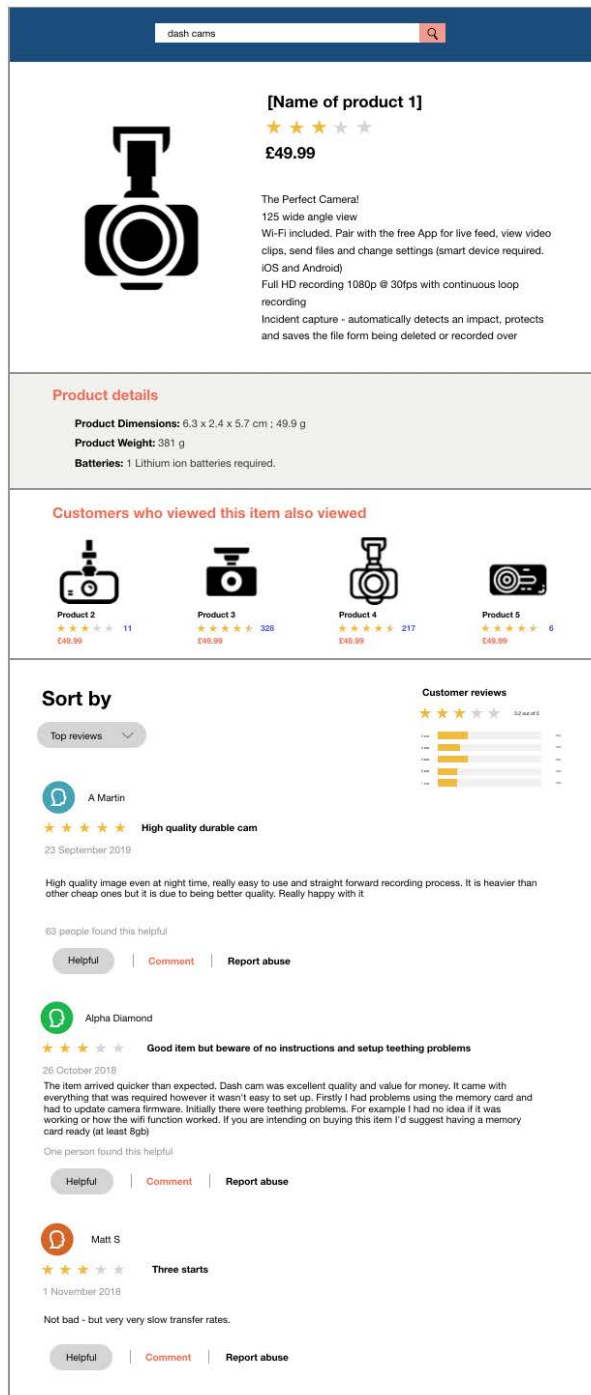 dash cams
[Name of product 1]
£49.99
The Perfect Camera!
125 wide angle view
Wi-Fi included. Pair with the free App for live feed, view video
clips, send files and change settings (smart device required.
iOS and Android)
Full HD recording 1080p @ 30fps with continuous loop
recording
Incident capture - automatically detects an impact, protects
and saves the file form being deleted or recorded over
Product details
Product Dimensions: 6.3 x 2.4 x 5.7 cm ; 49.9 g
Product Weight: 381 g
Batteries: 1 Lithium ion batteries required.
Customers who viewed this item also viewed
Product 2
11
£49.99
Product 3
328
£49.99
Product 4
217
£49.99
Product 5
6
£49.99
Sort by
Top reviews
Customer reviews
3.2 out of 5
A Martin
High quality durable cam
23 September 2019
High quality image even at night time, really easy to use and straight forward recording process. It is heavier than
other cheap ones but it is due to being better quality. Really happy with it
63 people found this helpful
Helpful | Comment | Report abuse
Alpha Diamond
Good item but beware of no instructions and setup teething problems
26 October 2018
The item arrived quicker than expected. Dash cam was excellent quality and value for money. It came with
everything that was required however it wasn't easy to set up. Firstly I had problems using the memory card and
had to update camera firmware. Initially there were teething problems. For example I had no idea if it was
working or how the wifi function worked. If you are intending on buying this item I'd suggest having a memory
card ready (at least 8gb)
One person found this helpful
Helpful | Comment | Report abuse
Matt S
Three starts
1 November 2018
Not bad - but very very slow transfer rates.
Helpful | Comment | Report abuse